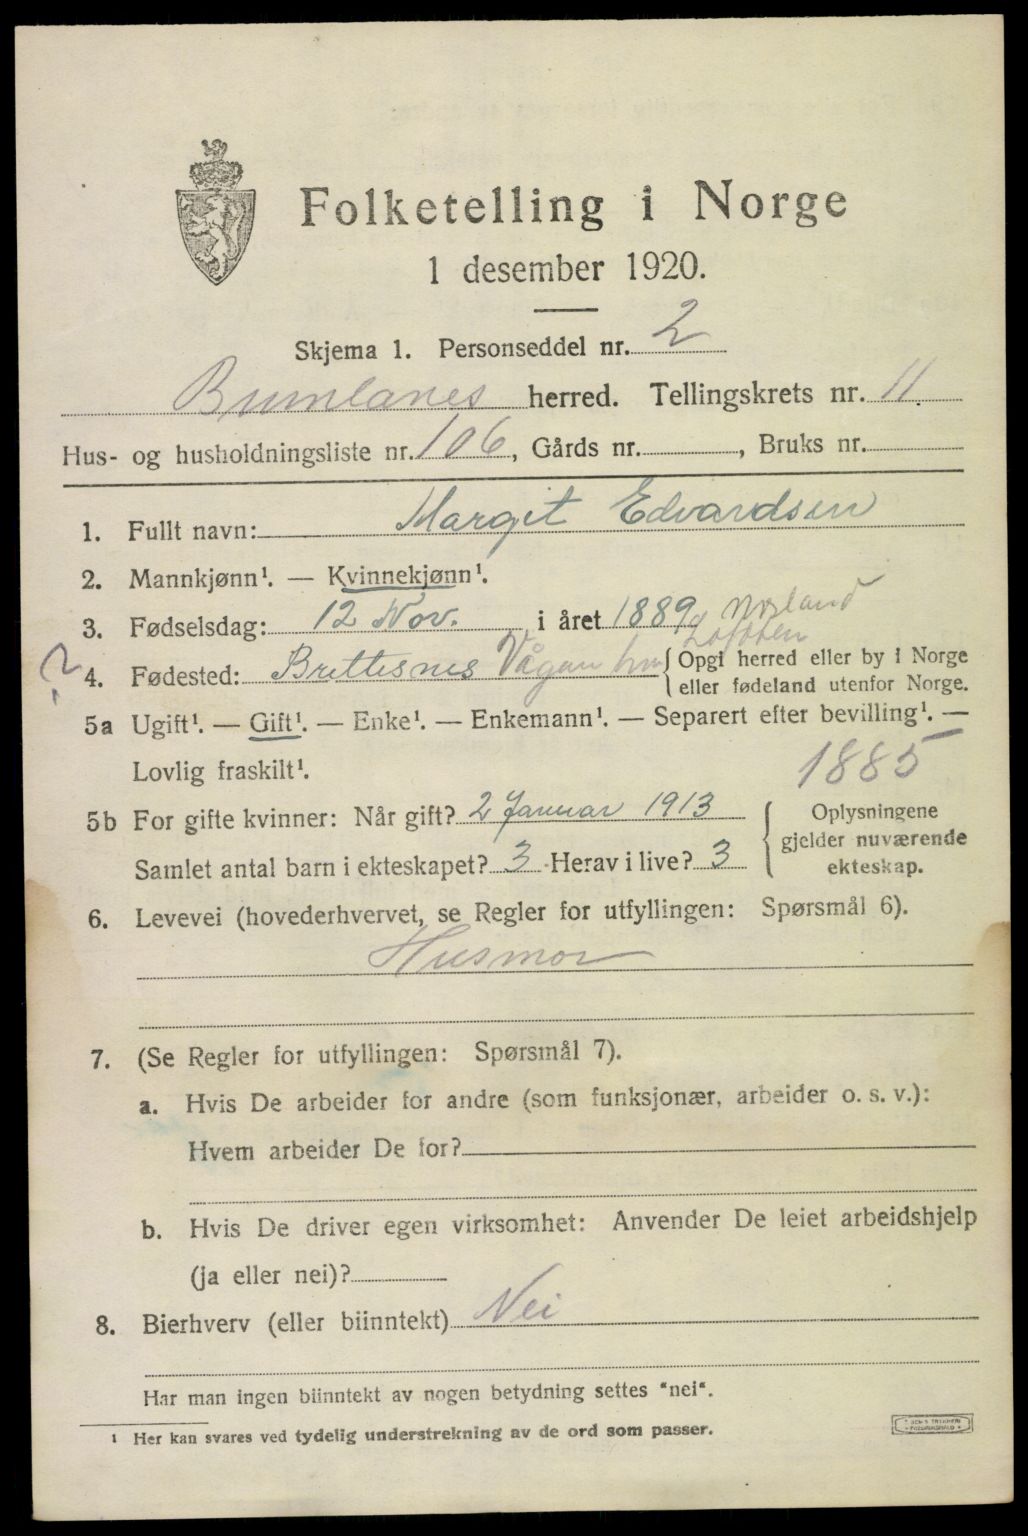 Folketelling i Norge
1 desember 1920.
Skjema 1. Personseddel nr. 2
Brunlanes herred. Tellingskrets nr. 11.
Hus- og husholdningsliste nr. 106, Gårds nr. , Bruks nr.
1. Fullt navn: Margit Edvardsen
2. Mannkjønn¹. — Kvinnekjønn¹.
Norland
3. Fødselsdag: 12 Nov. i året 1889
Lofoten
4. Fødested: Brettesnes Vågan hrd { Opgi herred eller by i Norge
eller fødeland utenfor Norge.
5a Ugift¹. — Gift¹. — Enke¹. — Enkemann¹. — Separert efter bevilling¹. —
Lovlig fraskilt¹.
1885
5b For gifte kvinner: Når gift? 2 Januar 1913
Samlet antal barn i ekteskapet? 3 Herav i live? 3
{ Oplysningene
gjelder nuværende
ekteskap.
6. Levevei (hovederhvervet, se Regler for utfyllingen: Spørsmål 6).
Husmor
7. (Se Regler for utfyllingen: Spørsmål 7).
a. Hvis De arbeider for andre (som funksjonær, arbeider o. s. v.):
Hvem arbeider De for?
b. Hvis De driver egen virksomhet: Anvender De leiet arbeidshjelp
(ja eller nei)?
8. Bierhverv (eller biinntekt) Nei
Har man ingen biinntekt av nogen betydning settes "nei".
¹ Her kan svares ved tydelig understrekning av de ord som passer.